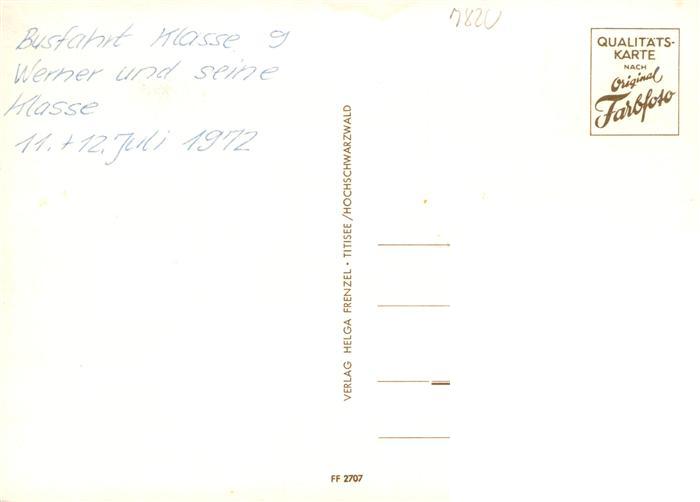 Busfahrt Klasse 9
Werner und seine
Klasse
11. + 12. Juli 1972
7820
QUALITÄTS-
KARTE
NACH
Original
Farbfoto
VERLAG HELGA FRENZEL · TITISEE/HOCHSCHWARZWALD
FF 2707